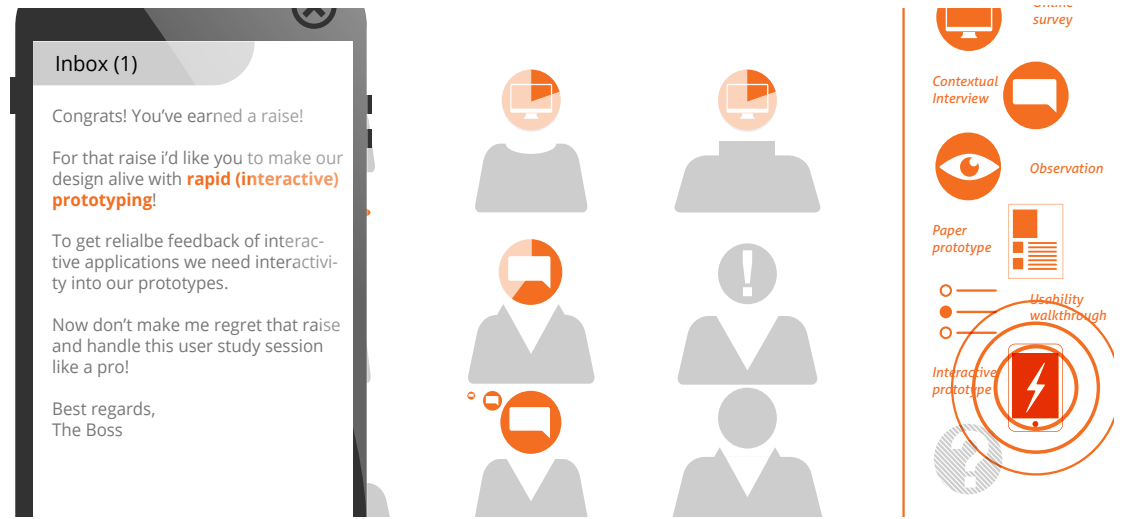 Inbox (1)
Congrats! You’ve earned a raise!
For that raise i’d like you to make our
design alive with rapid (interactive)
prototyping!
To get relialbe feedback of interac-
tive applications we need interactivi-
ty into our prototypes.
Now don’t make me regret that raise
and handle this user study session
like a pro!
Best regards,
The Boss
Online
survey
Contextual
Interview
Observation
Paper
prototype
Usability
walkthrough
Interactive
prototype